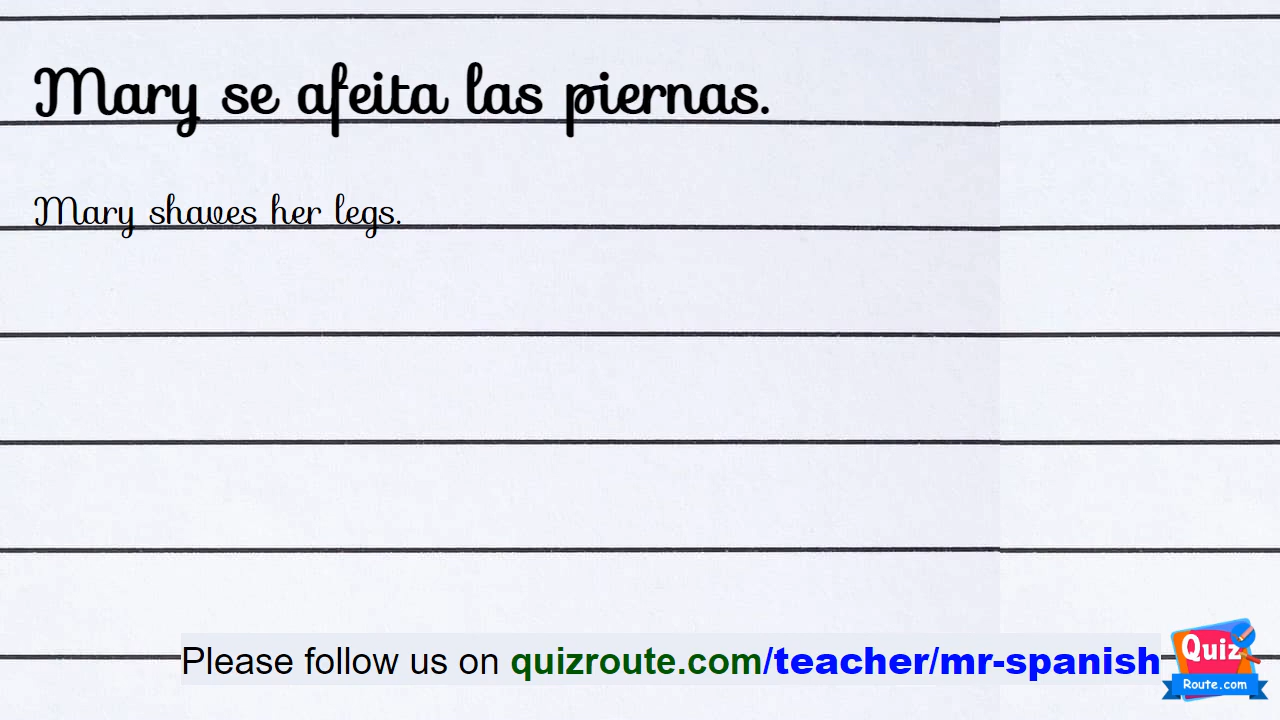 Mary se afeita las piernas.
Mary shaves her legs.
Please follow us on quizroute.com/teacher/mr-spanish
Quiz
Route.com